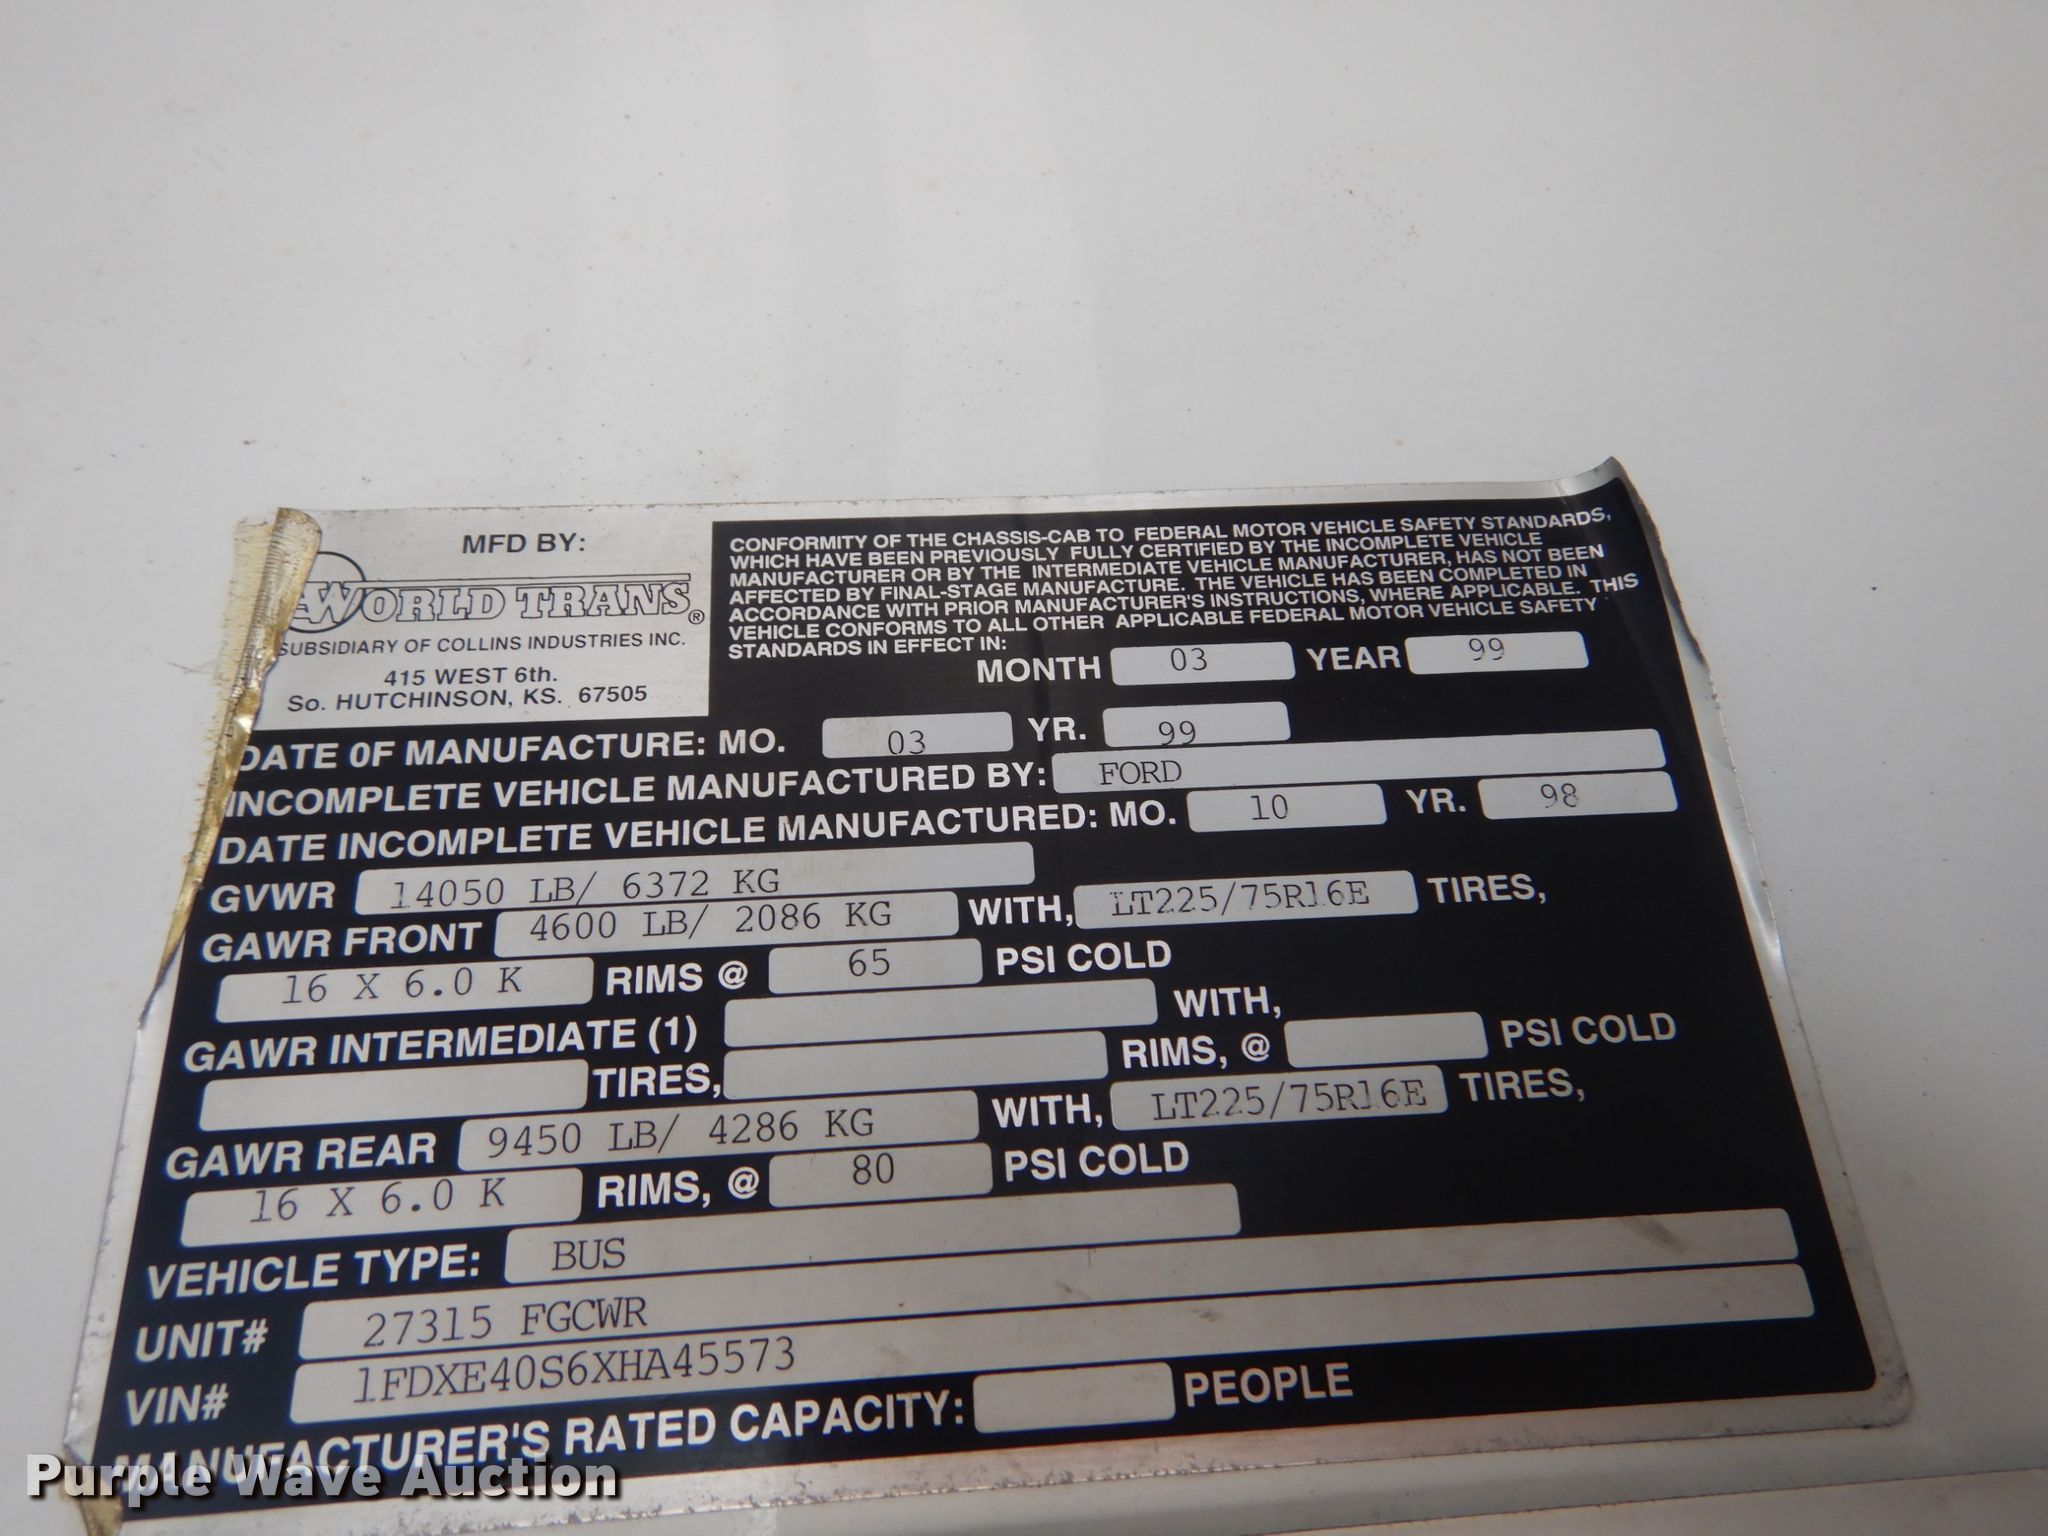 MFD BY:
WORLD TRANS®
SUBSIDIARY OF COLLINS INDUSTRIES INC.
415 WEST 6th.
So. HUTCHINSON, KS. 67505
CONFORMITY OF THE CHASSIS-CAB TO FEDERAL MOTOR VEHICLE SAFETY STANDARDS,
WHICH HAVE BEEN PREVIOUSLY FULLY CERTIFIED BY THE INCOMPLETE VEHICLE
MANUFACTURER OR BY THE INTERMEDIATE VEHICLE MANUFACTURER, HAS NOT BEEN
AFFECTED BY FINAL-STAGE MANUFACTURE. THE VEHICLE HAS BEEN COMPLETED IN
ACCORDANCE WITH PRIOR MANUFACTURER'S INSTRUCTIONS, WHERE APPLICABLE. THIS
VEHICLE CONFORMS TO ALL OTHER APPLICABLE FEDERAL MOTOR VEHICLE SAFETY
STANDARDS IN EFFECT IN:
MONTH 03 YEAR 99
DATE OF MANUFACTURE: MO. 03 YR. 99
INCOMPLETE VEHICLE MANUFACTURED BY: FORD
DATE INCOMPLETE VEHICLE MANUFACTURED: MO. 10 YR. 98
GVWR 14050 LB/ 6372 KG
GAWR FRONT 4600 LB/ 2086 KG WITH, LT225/75R16E TIRES,
16 X 6.0 K RIMS @ 65 PSI COLD
GAWR INTERMEDIATE (1) WITH,
TIRES, RIMS, @ PSI COLD
GAWR REAR 9450 LB/ 4286 KG WITH, LT225/75R16E TIRES,
16 X 6.0 K RIMS, @ 80 PSI COLD
VEHICLE TYPE: BUS
UNIT# 27315 FGCWR
VIN# 1FDXE40S6XHA45573
MANUFACTURER'S RATED CAPACITY: PEOPLE
Purple Wave Auction